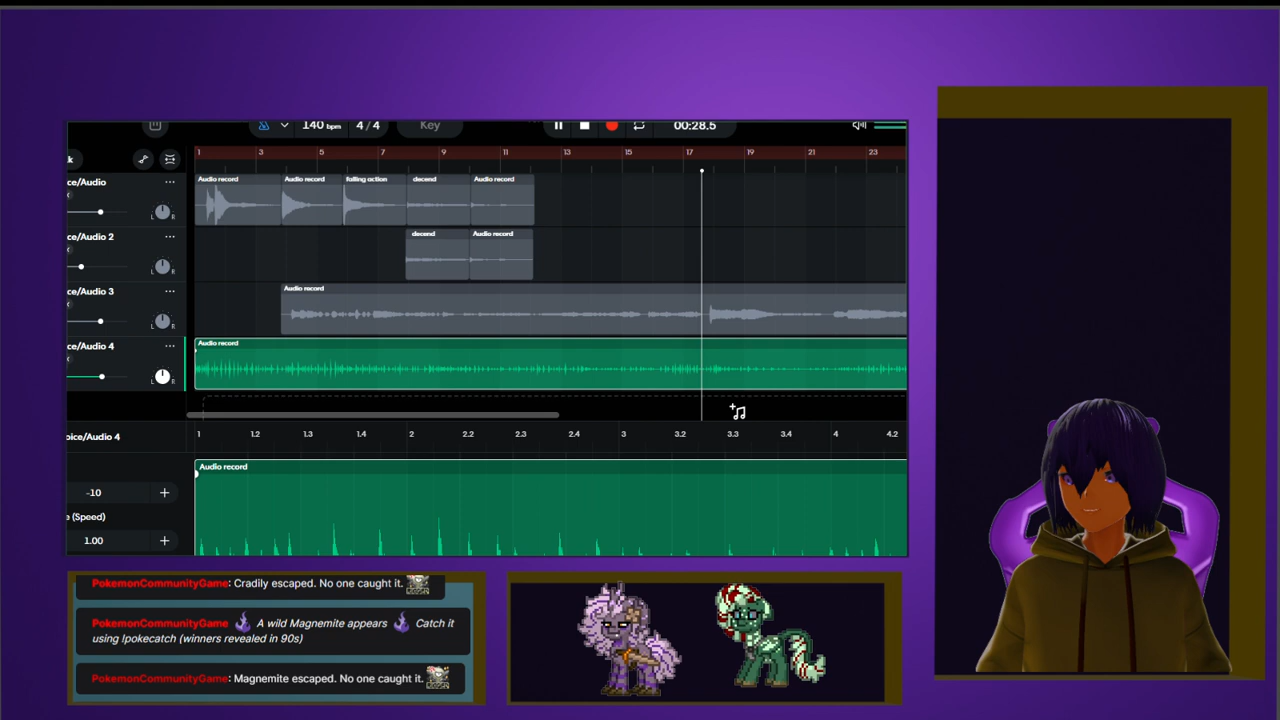 140 bpm 4 / 4 Key 00:28.5
1 3 5 7 9 11 13 15 17 19 21 23
ce/Audio
Audio record Audio record falling action decend Audio record
L R
ce/Audio 2
decend Audio record
L R
ce/Audio 3
Audio record
L R
ce/Audio 4
Audio record
L R
oice/Audio 4
1 1.2 1.3 1.4 2 2.2 2.3 2.4 3 3.2 3.3 3.4 4 4.2
Audio record
-10 +
e (Speed)
1.00 +
PokemonCommunityGame: Cradily escaped. No one caught it.
PokemonCommunityGame A wild Magnemite appears Catch it
using !pokecatch (winners revealed in 90s)
PokemonCommunityGame: Magnemite escaped. No one caught it.